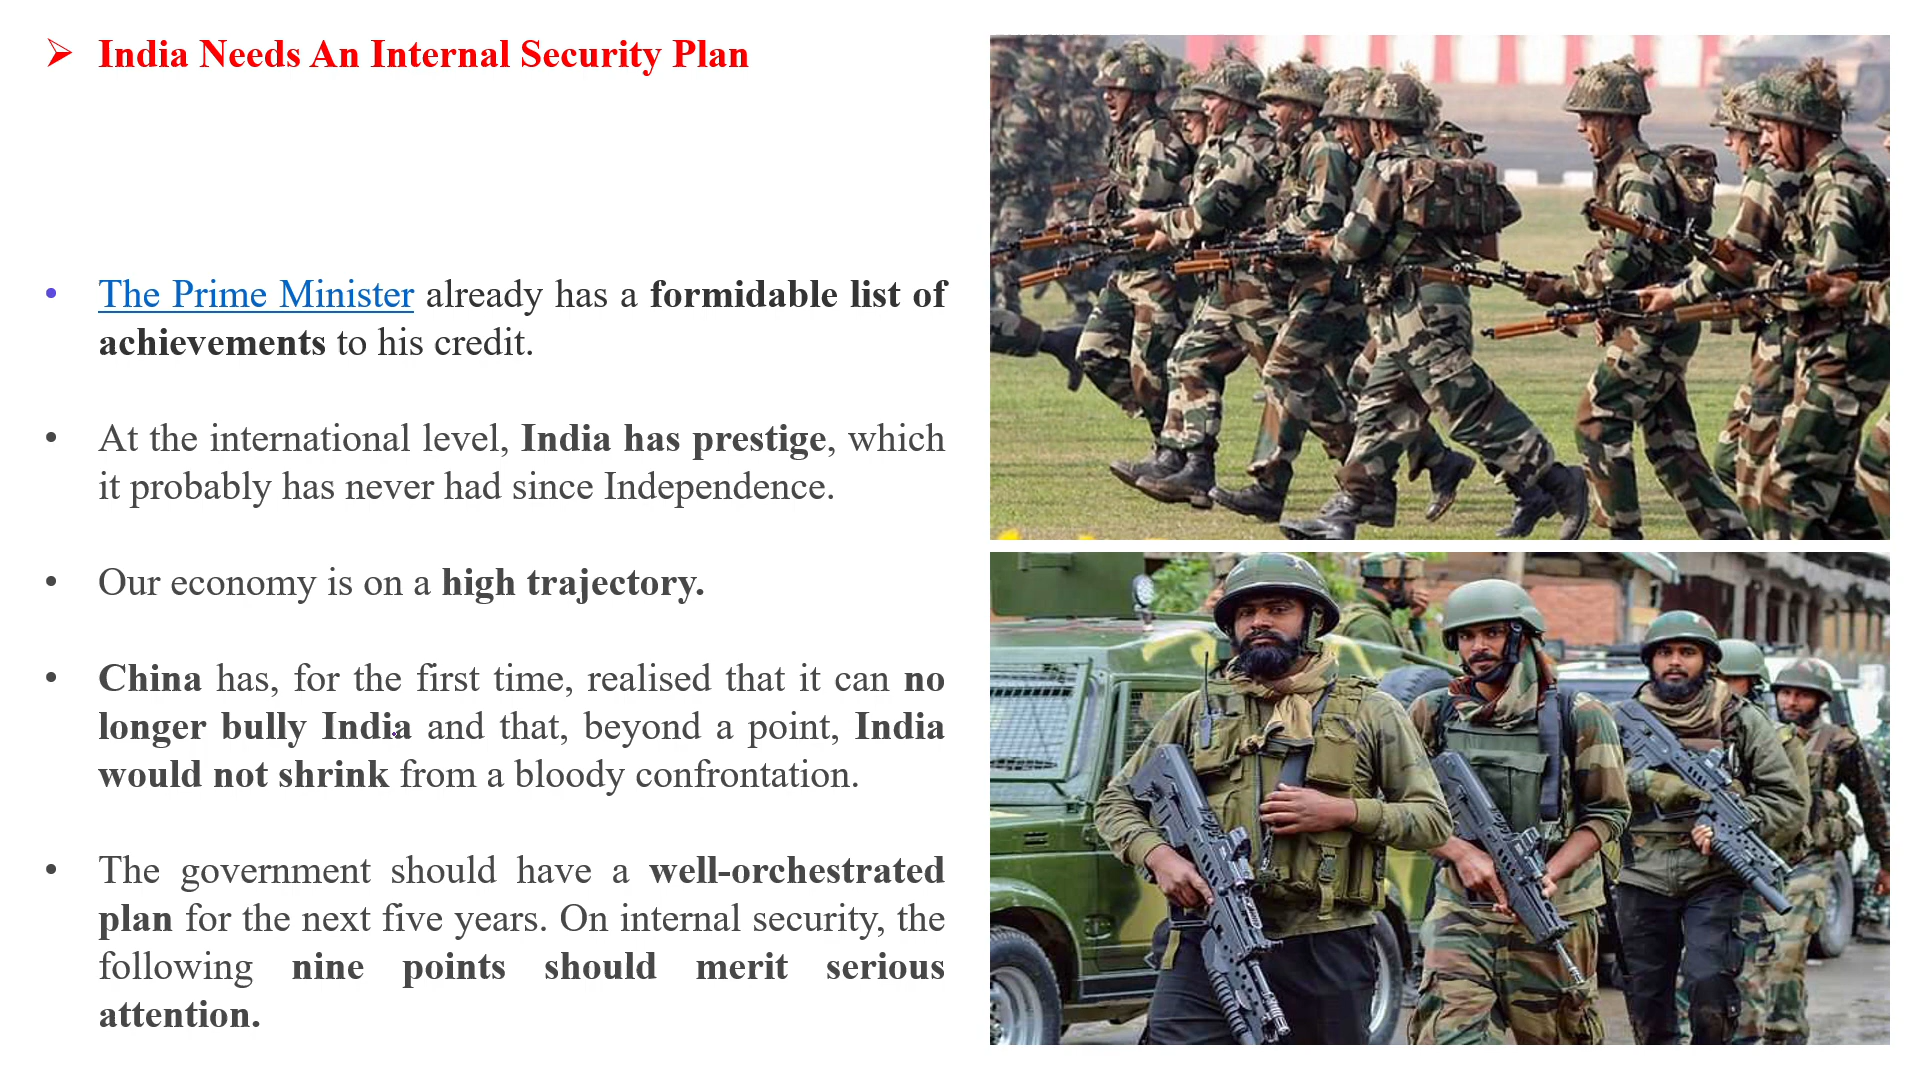 ➢ India Needs An Internal Security Plan
• The Prime Minister already has a formidable list of
achievements to his credit.
• At the international level, India has prestige, which
it probably has never had since Independence.
• Our economy is on a high trajectory.
• China has, for the first time, realised that it can no
longer bully India and that, beyond a point, India
would not shrink from a bloody confrontation.
• The government should have a well-orchestrated
plan for the next five years. On internal security, the
following nine points should merit serious
attention.